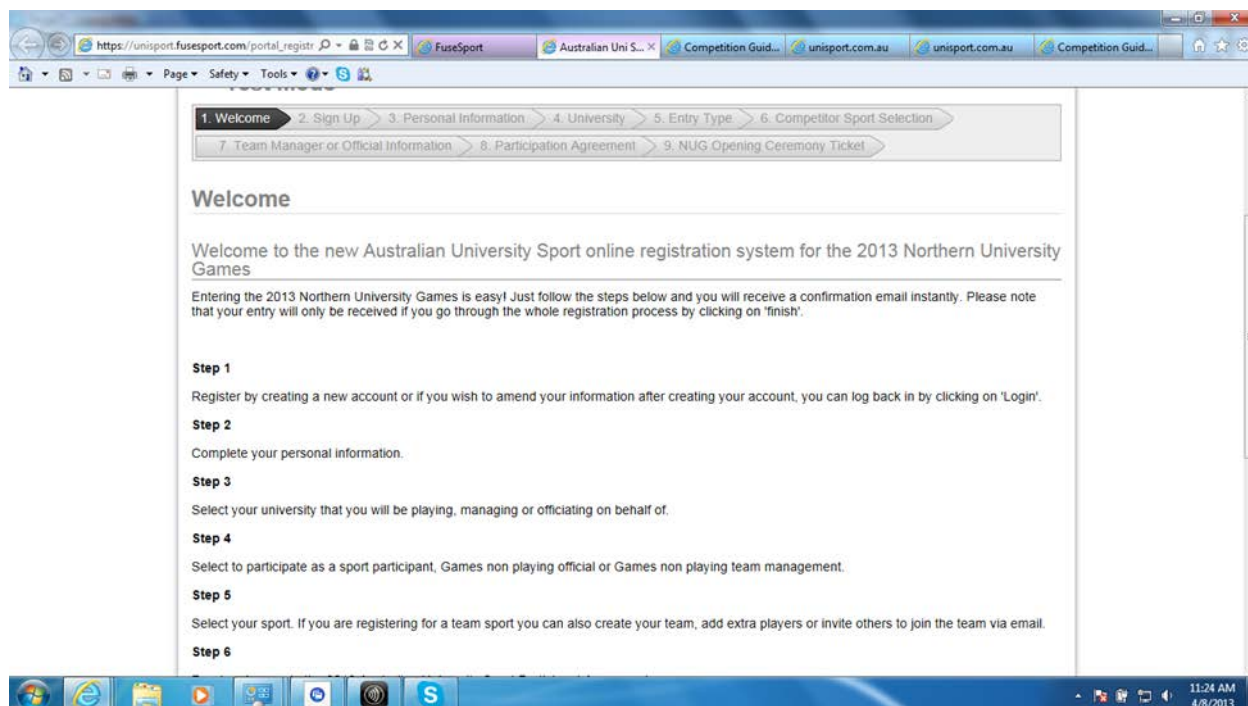 https://unisport.fusesport.com/portal_registr
FuseSport
Australian Uni S...
Competition Guid...
unisport.com.au
unisport.com.au
Competition Guid...
Page Safety Tools
Test Mode
1. Welcome 2. Sign Up 3. Personal Information 4. University 5. Entry Type 6. Competitor Sport Selection
7. Team Manager or Official Information 8. Participation Agreement 9. NUG Opening Ceremony Ticket
Welcome
Welcome to the new Australian University Sport online registration system for the 2013 Northern University
Games
Entering the 2013 Northern University Games is easy! Just follow the steps below and you will receive a confirmation email instantly. Please note
that your entry will only be received if you go through the whole registration process by clicking on 'finish'.
Step 1
Register by creating a new account or if you wish to amend your information after creating your account, you can log back in by clicking on 'Login'.
Step 2
Complete your personal information.
Step 3
Select your university that you will be playing, managing or officiating on behalf of.
Step 4
Select to participate as a sport participant, Games non playing official or Games non playing team management.
Step 5
Select your sport. If you are registering for a team sport you can also create your team, add extra players or invite others to join the team via email.
Step 6
11:24 AM
4/8/2013